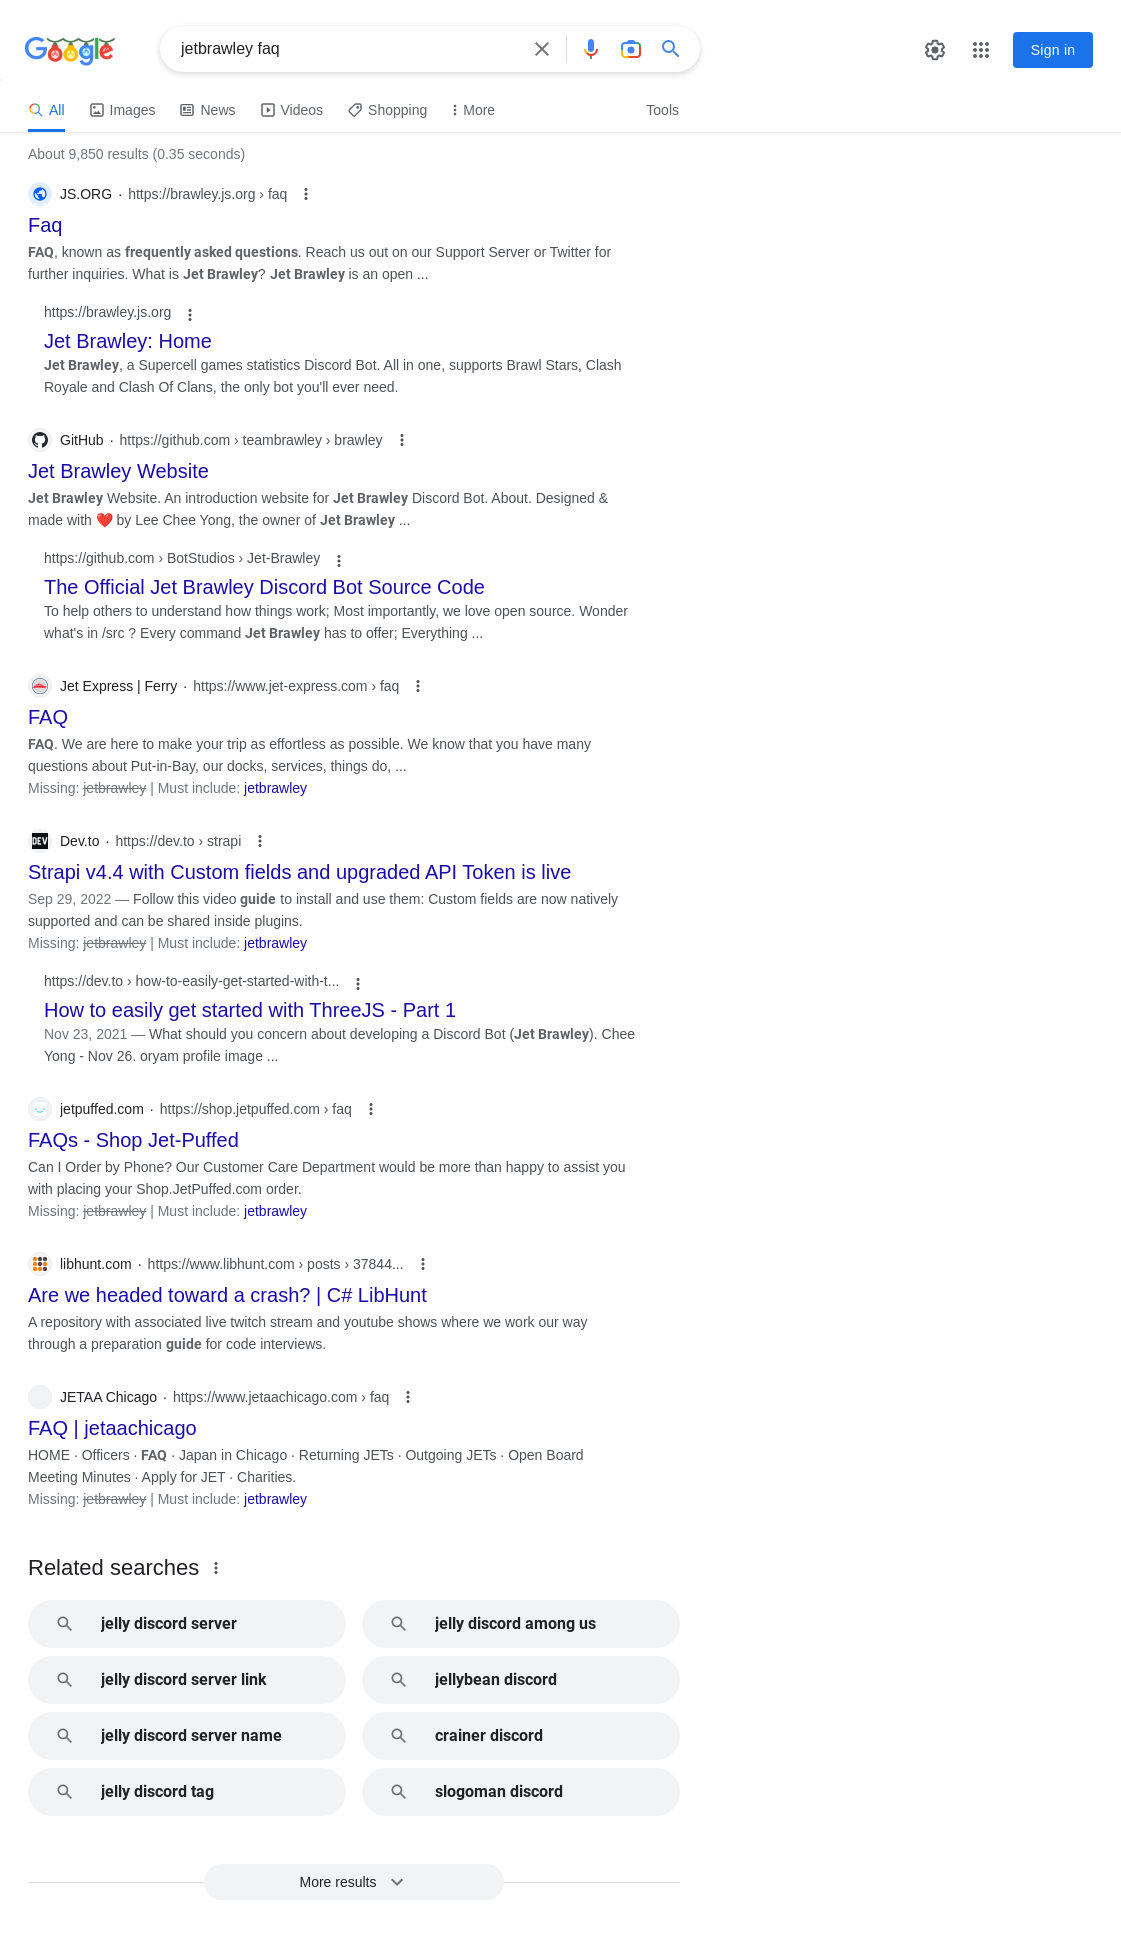 Google
jetbrawley faq
Sign in
All
Images
News
Videos
Shopping
More
Tools
About 9,850 results (0.35 seconds)
JS.ORG · https://brawley.js.org › faq
Faq
FAQ, known as frequently asked questions. Reach us out on our Support Server or Twitter for
further inquiries. What is Jet Brawley? Jet Brawley is an open ...
https://brawley.js.org
Jet Brawley: Home
Jet Brawley, a Supercell games statistics Discord Bot. All in one, supports Brawl Stars, Clash
Royale and Clash Of Clans, the only bot you'll ever need.
GitHub · https://github.com › teambrawley › brawley
Jet Brawley Website
Jet Brawley Website. An introduction website for Jet Brawley Discord Bot. About. Designed &
made with ❤️ by Lee Chee Yong, the owner of Jet Brawley ...
https://github.com › BotStudios › Jet-Brawley
The Official Jet Brawley Discord Bot Source Code
To help others to understand how things work; Most importantly, we love open source. Wonder
what's in /src ? Every command Jet Brawley has to offer; Everything ...
Jet Express | Ferry · https://www.jet-express.com › faq
FAQ
FAQ. We are here to make your trip as effortless as possible. We know that you have many
questions about Put-in-Bay, our docks, services, things do, ...
Missing: jetbrawley | Must include: jetbrawley
DEV
Dev.to · https://dev.to › strapi
Strapi v4.4 with Custom fields and upgraded API Token is live
Sep 29, 2022 — Follow this video guide to install and use them: Custom fields are now natively
supported and can be shared inside plugins.
Missing: jetbrawley | Must include: jetbrawley
https://dev.to › how-to-easily-get-started-with-t...
How to easily get started with ThreeJS - Part 1
Nov 23, 2021 — What should you concern about developing a Discord Bot (Jet Brawley). Chee
Yong - Nov 26. oryam profile image ...
jetpuffed.com · https://shop.jetpuffed.com › faq
FAQs - Shop Jet-Puffed
Can I Order by Phone? Our Customer Care Department would be more than happy to assist you
with placing your Shop.JetPuffed.com order.
Missing: jetbrawley | Must include: jetbrawley
libhunt.com · https://www.libhunt.com › posts › 37844...
Are we headed toward a crash? | C# LibHunt
A repository with associated live twitch stream and youtube shows where we work our way
through a preparation guide for code interviews.
JETAA Chicago · https://www.jetaachicago.com › faq
FAQ | jetaachicago
HOME · Officers · FAQ · Japan in Chicago · Returning JETs · Outgoing JETs · Open Board
Meeting Minutes · Apply for JET · Charities.
Missing: jetbrawley | Must include: jetbrawley
Related searches
jelly discord server
jelly discord among us
jelly discord server link
jellybean discord
jelly discord server name
crainer discord
jelly discord tag
slogoman discord
More results